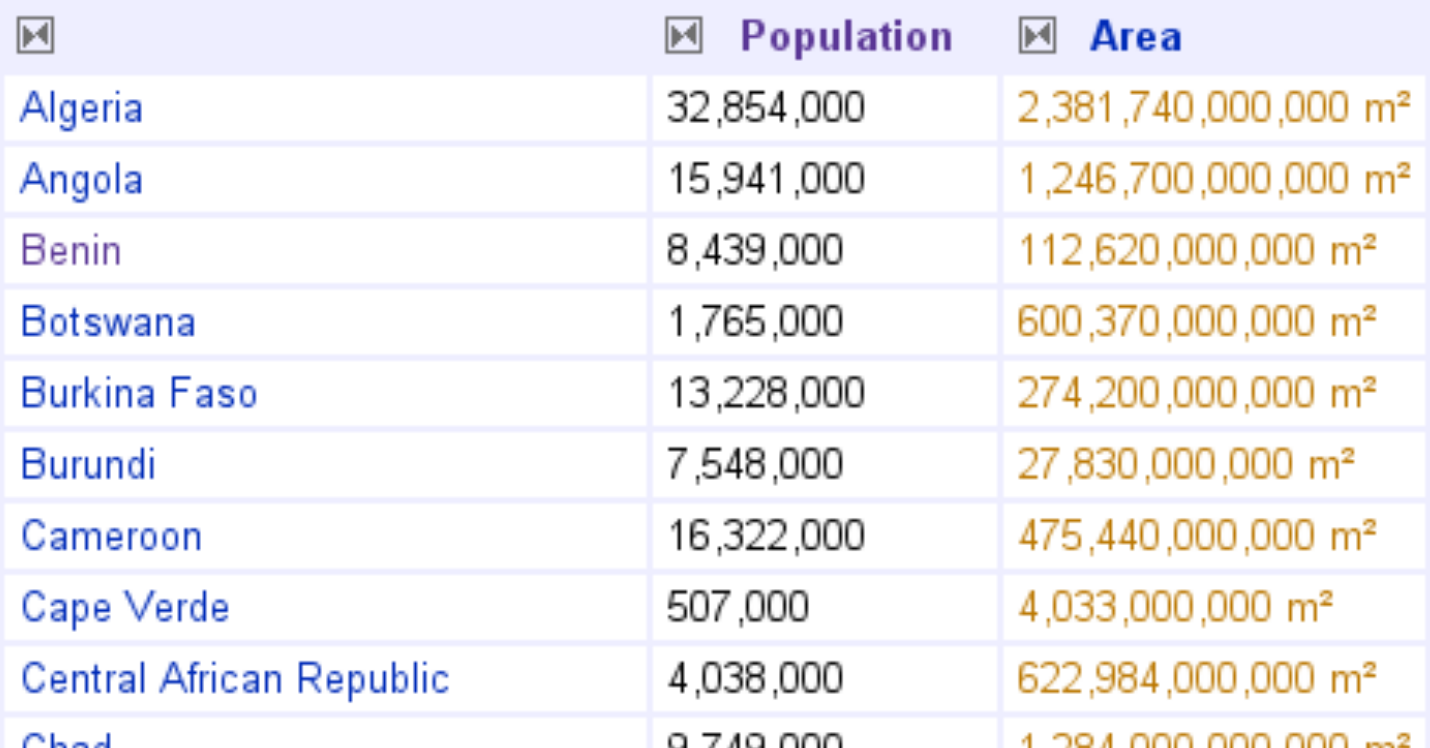 Population Area
Algeria 32,854,000 2,381,740,000,000 m²
Angola 15,941,000 1,246,700,000,000 m²
Benin 8,439,000 112,620,000,000 m²
Botswana 1,765,000 600,370,000,000 m²
Burkina Faso 13,228,000 274,200,000,000 m²
Burundi 7,548,000 27,830,000,000 m²
Cameroon 16,322,000 475,440,000,000 m²
Cape Verde 507,000 4,033,000,000 m²
Central African Republic 4,038,000 622,984,000,000 m²
Chad 9,749,000 1,284,000,000,000 m²